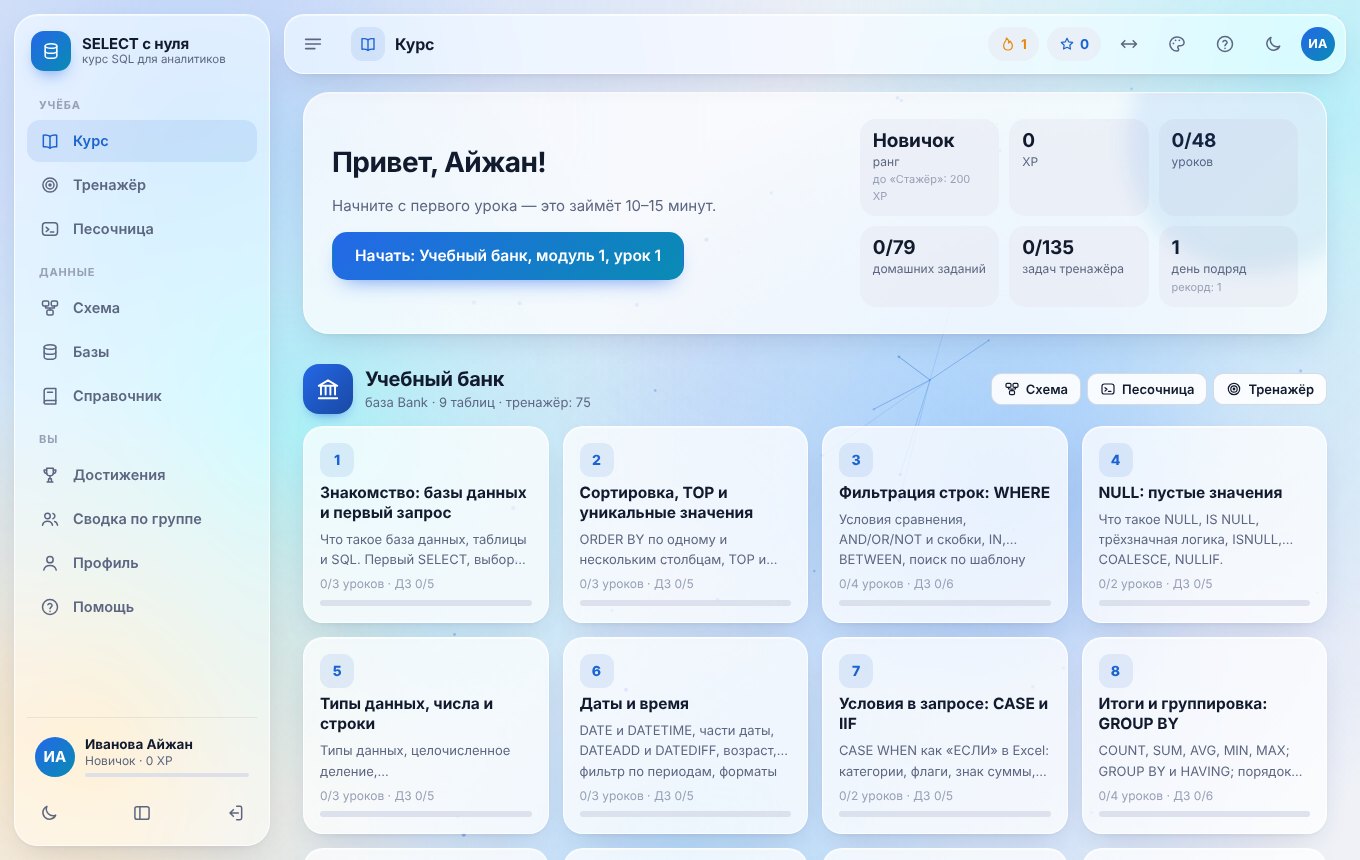 SELECT с нуля
курс SQL для аналитиков
УЧЁБА
Курс
Тренажёр
Песочница
ДАННЫЕ
Схема
Базы
Справочник
ВЫ
Достижения
Сводка по группе
Профиль
Помощь
ИА
Иванова Айжан
Новичок · 0 XP
Курс
1
0
ИА
Привет, Айжан!
Начните с первого урока — это займёт 10–15 минут.
Начать: Учебный банк, модуль 1, урок 1
Новичок
ранг
до «Стажёр»: 200
XP
0
XP
0/48
уроков
0/79
домашних заданий
0/135
задач тренажёра
1
день подряд
рекорд: 1
Учебный банк
база Bank · 9 таблиц · тренажёр: 75
Схема
Песочница
Тренажёр
1
Знакомство: базы данных
и первый запрос
Что такое база данных, таблицы
и SQL. Первый SELECT, выбор...
0/3 уроков · ДЗ 0/5
2
Сортировка, TOP и
уникальные значения
ORDER BY по одному и
нескольким столбцам, TOP и...
0/3 уроков · ДЗ 0/5
3
Фильтрация строк: WHERE
Условия сравнения,
AND/OR/NOT и скобки, IN,...
BETWEEN, поиск по шаблону
0/4 уроков · ДЗ 0/6
4
NULL: пустые значения
Что такое NULL, IS NULL,
трёхзначная логика, ISNULL,...
COALESCE, NULLIF.
0/2 уроков · ДЗ 0/5
5
Типы данных, числа и
строки
Типы данных, целочисленное
деление,...
0/3 уроков · ДЗ 0/5
6
Даты и время
DATE и DATETIME, части даты,
DATEADD и DATEDIFF, возраст,...
фильтр по периодам, форматы
0/3 уроков · ДЗ 0/5
7
Условия в запросе: CASE и
IIF
CASE WHEN как «ЕСЛИ» в Excel:
категории, флаги, знак суммы,...
0/2 уроков · ДЗ 0/5
8
Итоги и группировка:
GROUP BY
COUNT, SUM, AVG, MIN, MAX;
GROUP BY и HAVING; порядок...
0/4 уроков · ДЗ 0/6